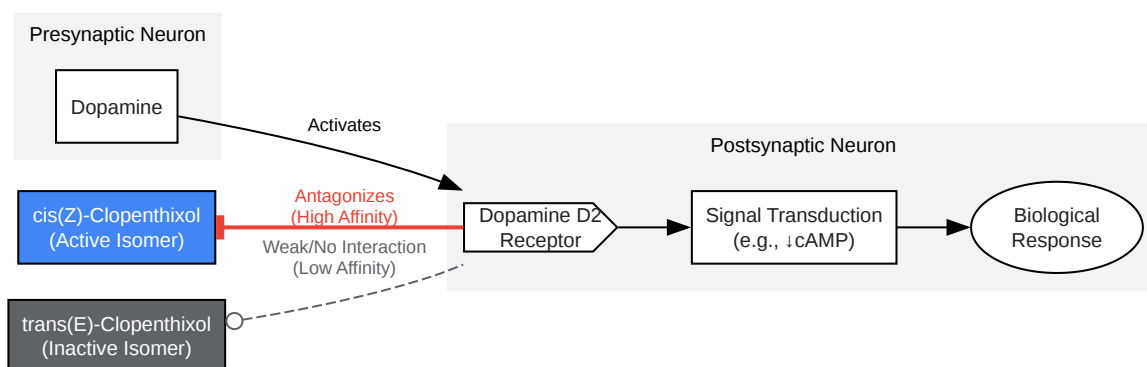 Presynaptic Neuron
Dopamine
Activates
Postsynaptic Neuron
cis(Z)-Clopenthixol
(Active Isomer)
Antagonizes
(High Affinity)
Weak/No Interaction
(Low Affinity)
Dopamine D2
Receptor
Signal Transduction
(e.g., ↓cAMP)
Biological
Response
trans(E)-Clopenthixol
(Inactive Isomer)